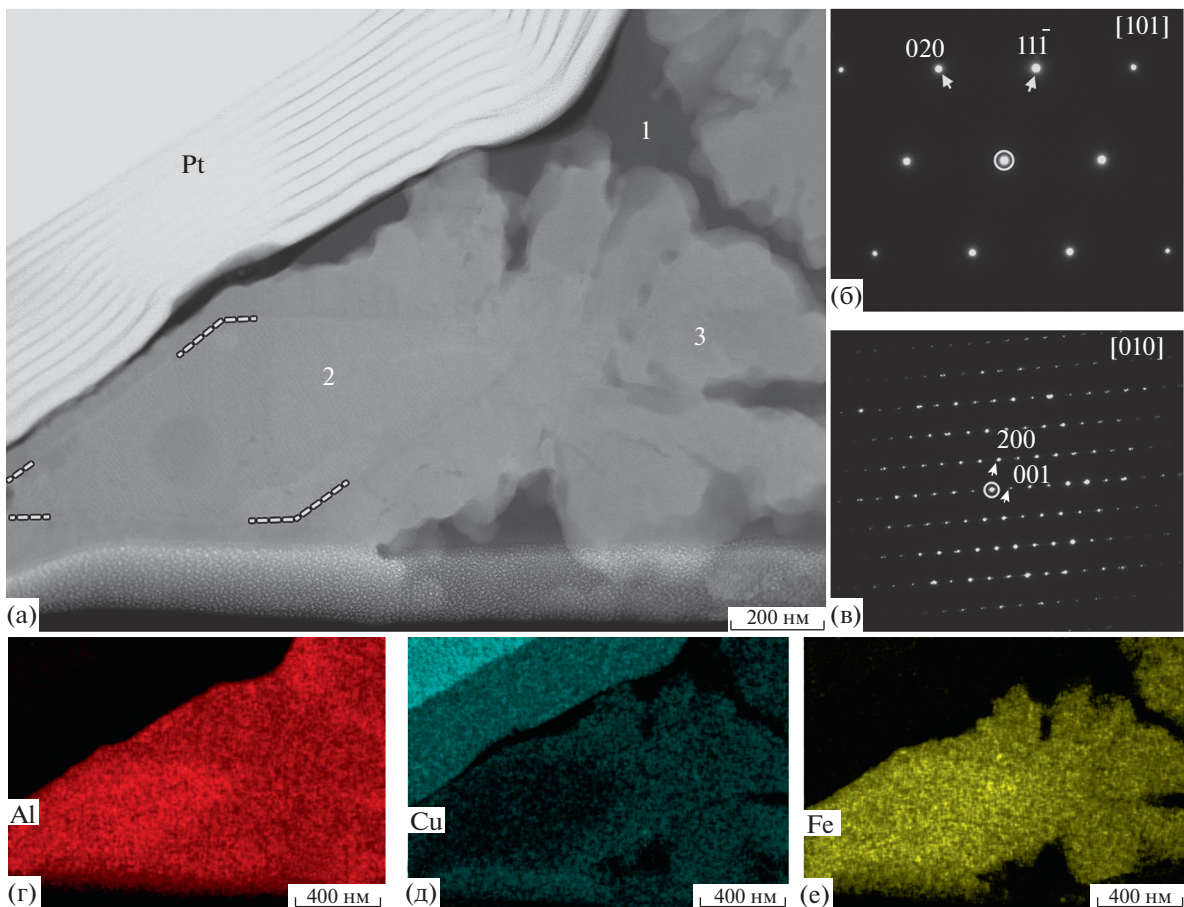 Pt
1
2
3
(а)
200 нм
[101]
020
111̄
(б)
[010]
200
001
(в)
Al
(г)
400 нм
Cu
(д)
400 нм
Fe
(е)
400 нм